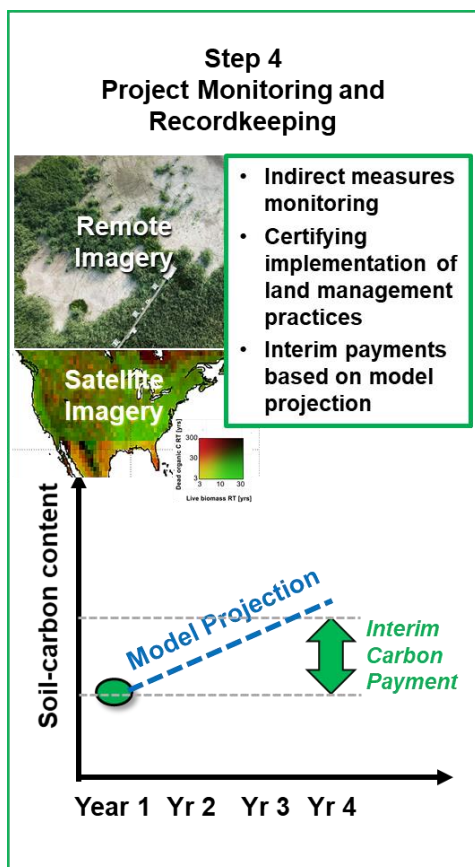 Step 4
Project Monitoring and
Recordkeeping
Remote
Imagery
• Indirect measures
monitoring
• Certifying
implementation of
land management
practices
• Interim payments
based on model
projection
Satellite
Imagery
Dead organic C RT [yrs]
300
30
3
3 10 30
Live biomass RT [yrs]
Soil-carbon content
Model Projection
Interim
Carbon
Payment
Year 1 Yr 2 Yr 3 Yr 4